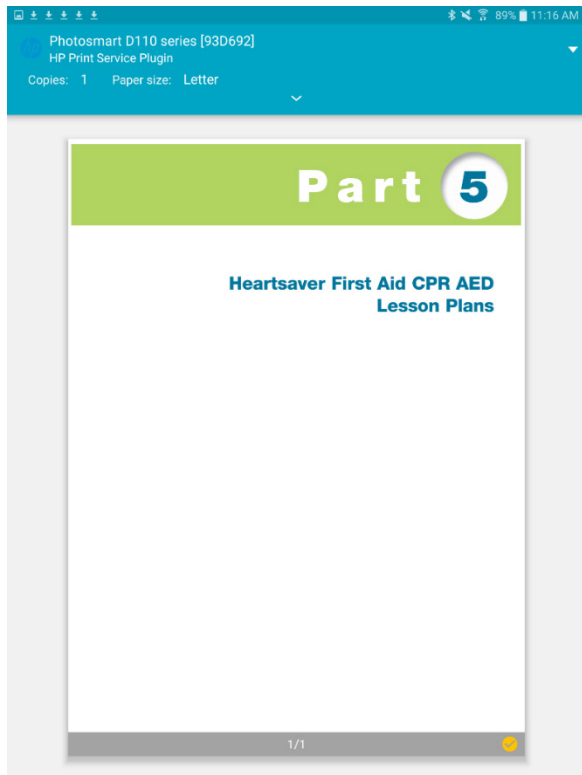 89% 11:16 AM
Photosmart D110 series [93D692]
HP Print Service Plugin
Copies: 1 Paper size: Letter
Part 5
Heartsaver First Aid CPR AED
Lesson Plans
1/1